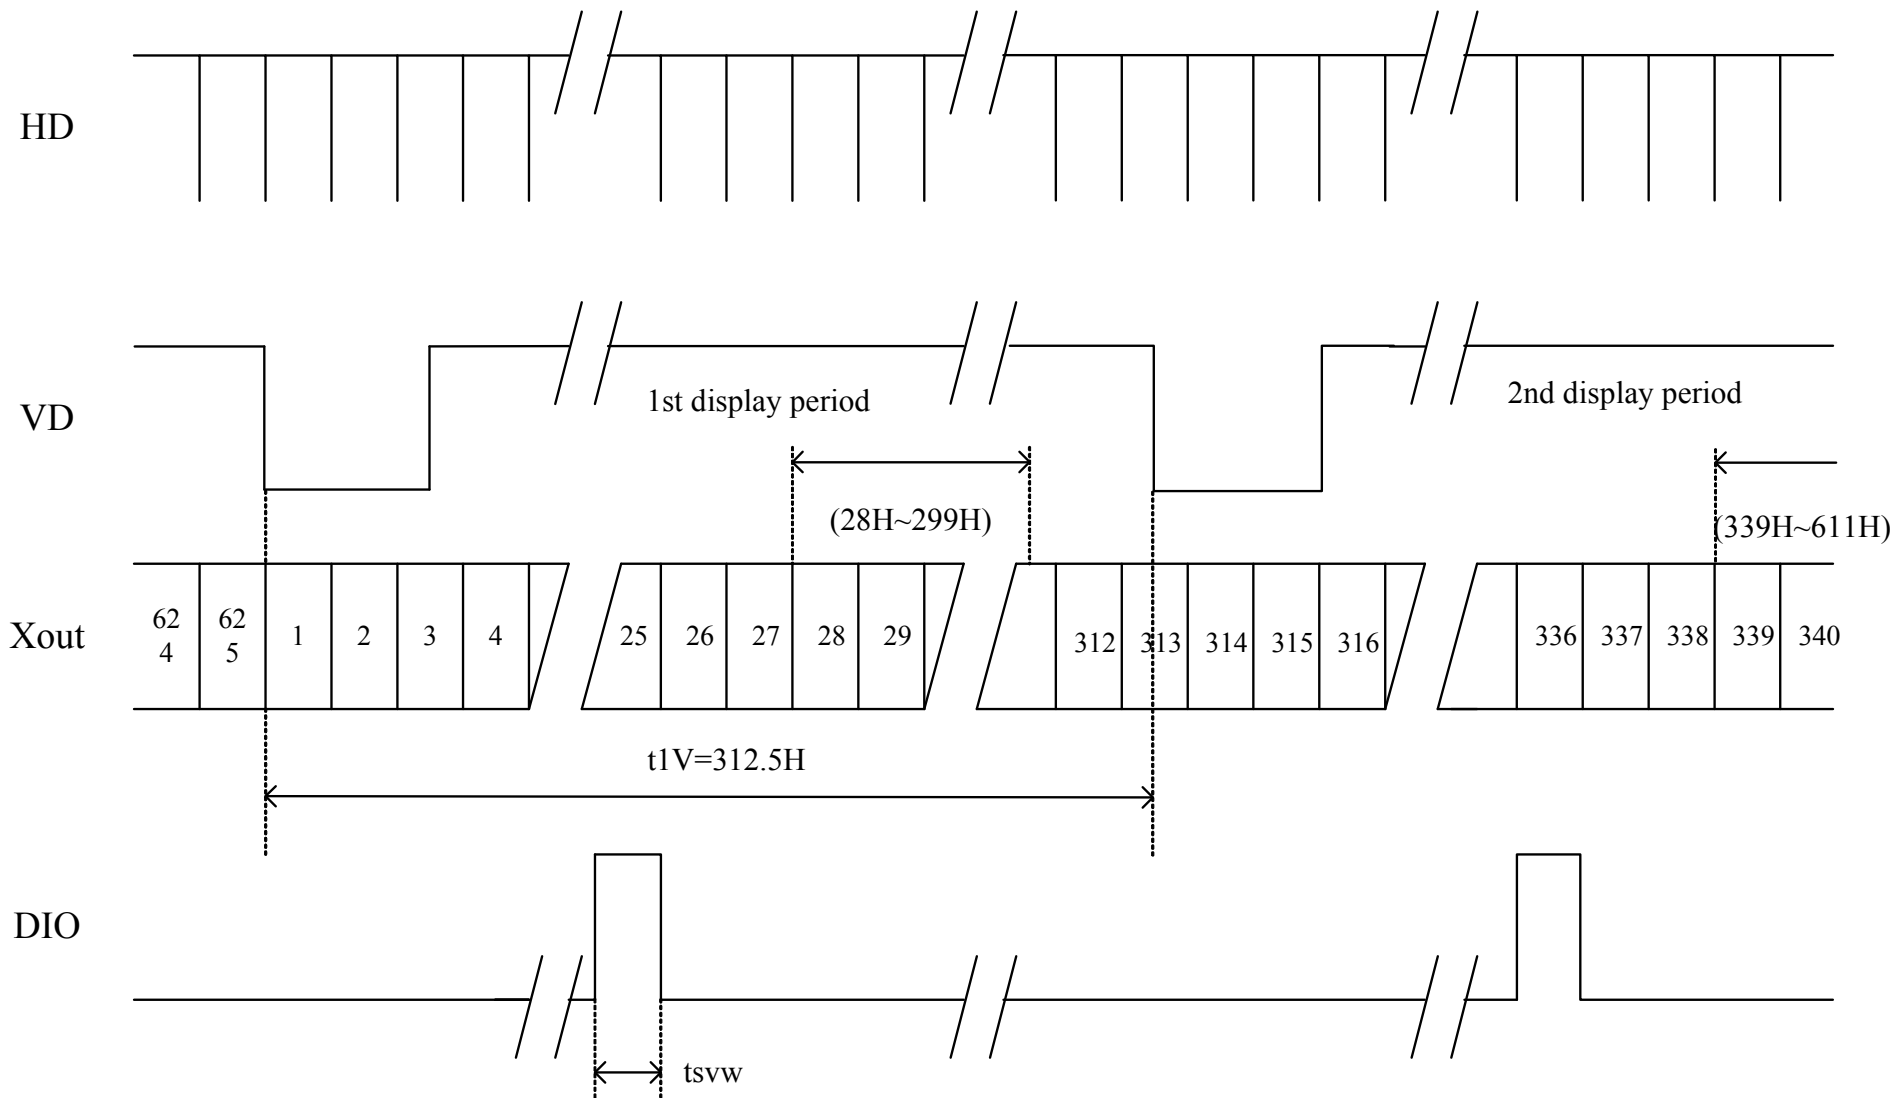 HD
VD
1st display period
2nd display period
(28H~299H)
(339H~611H)
Xout
62
4
62
5
1
2
3
4
25
26
27
28
29
312
313
314
315
316
336
337
338
339
340
t1V=312.5H
DIO
tsvw